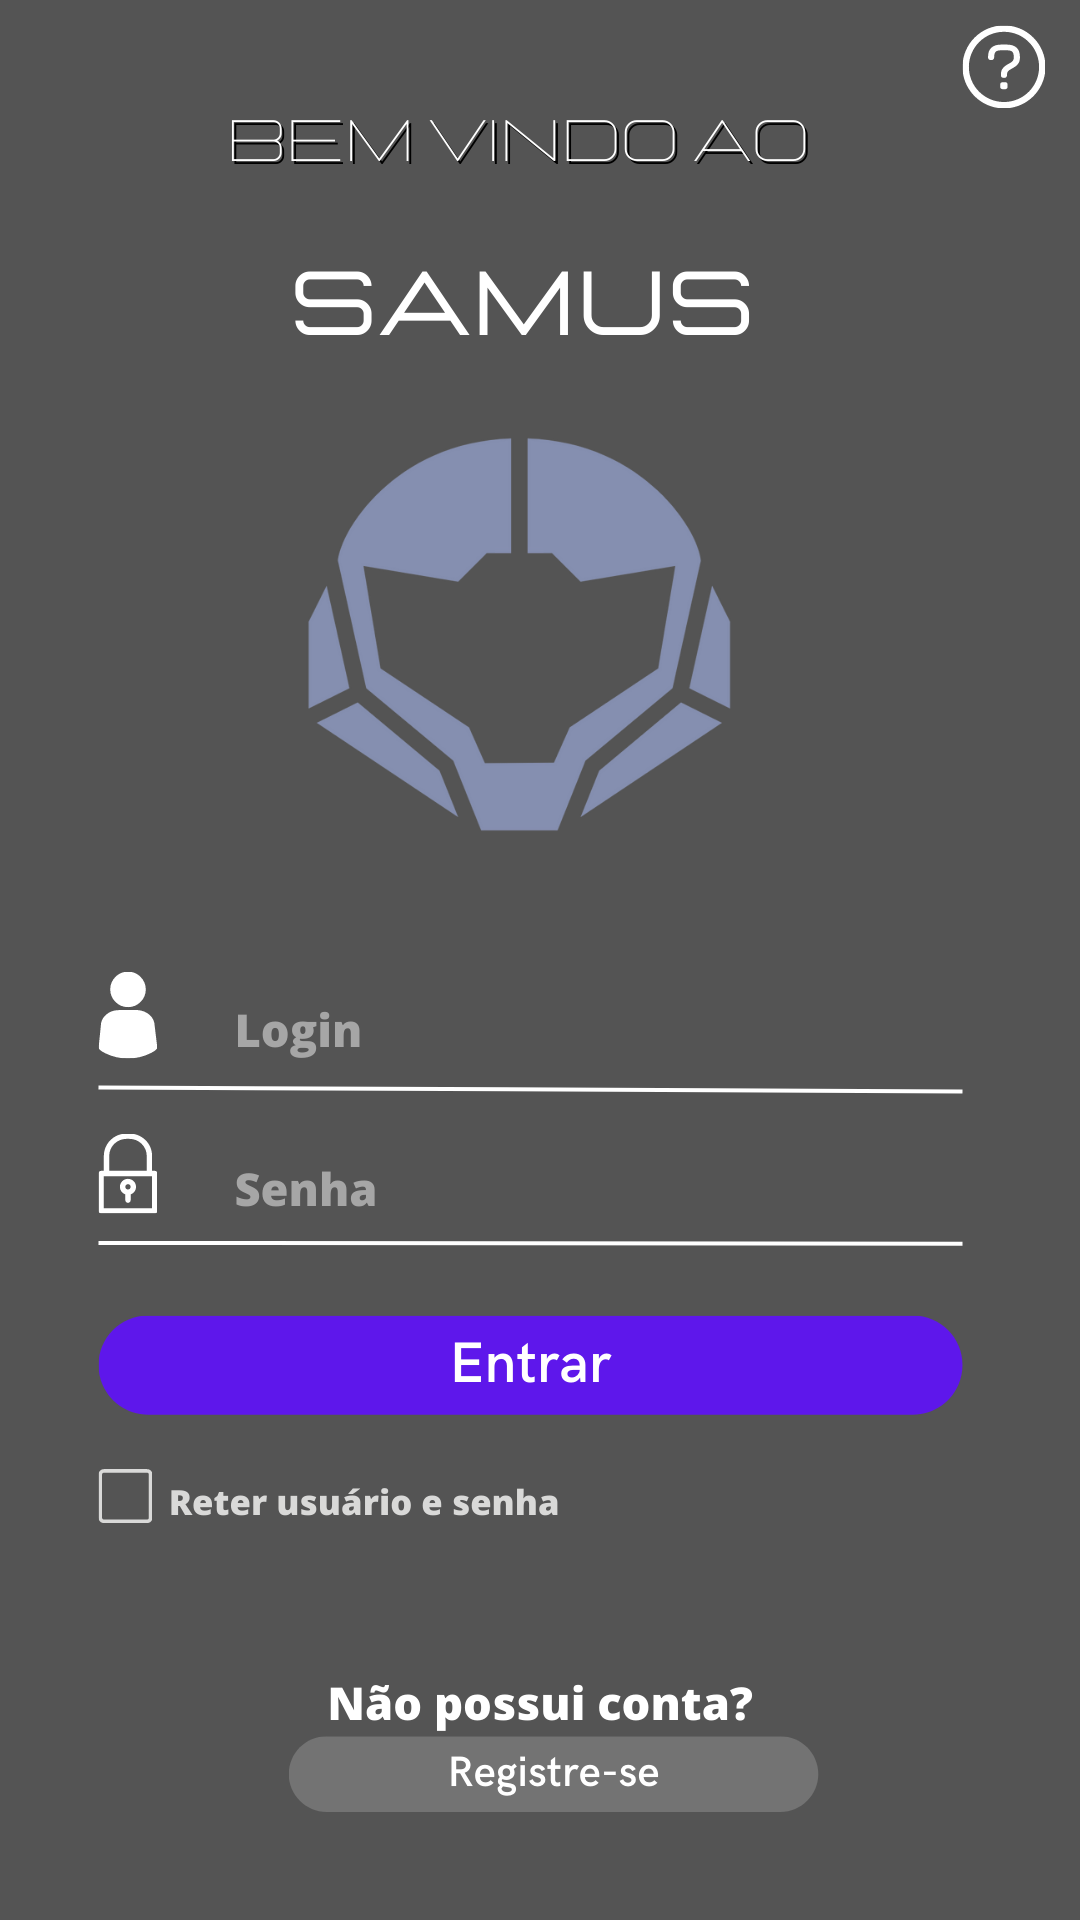 ?
BEM VINDO AO
SAMUS
Login
Senha
Entrar
Reter usuário e senha
Não possui conta?
Registre-se